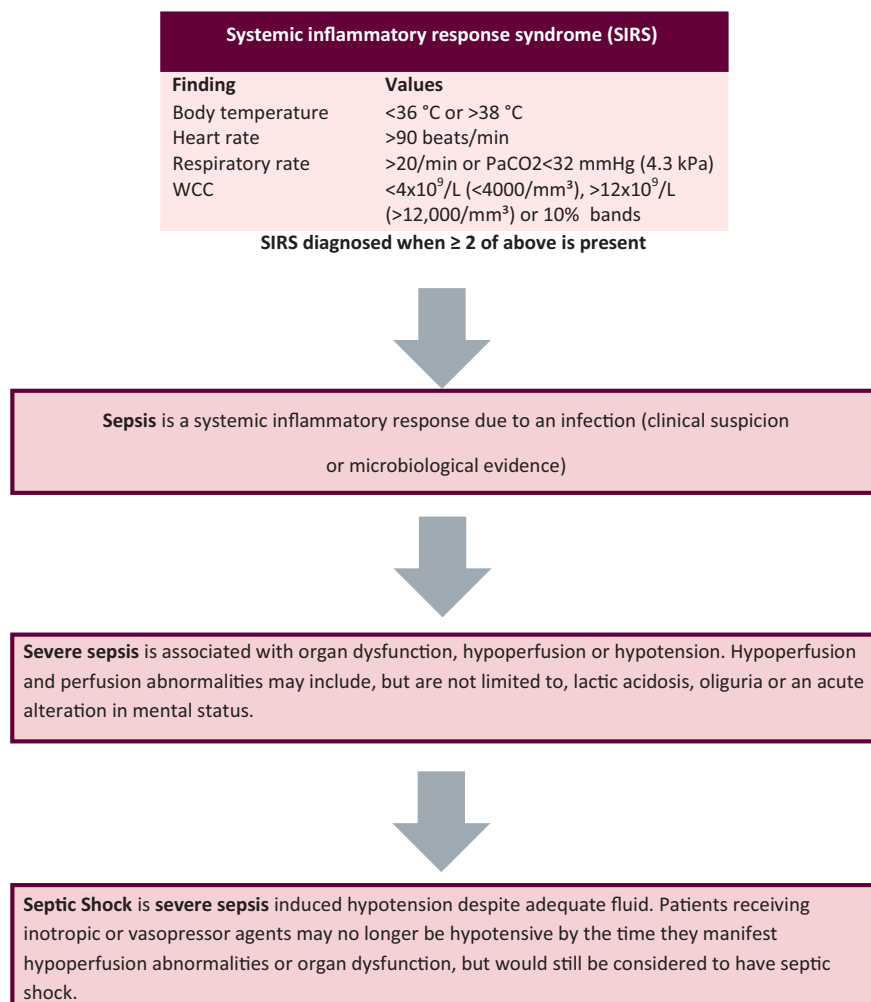 Systemic inflammatory response syndrome (SIRS)
Finding Values
Body temperature <36 °C or >38 °C
Heart rate >90 beats/min
Respiratory rate >20/min or PaCO2<32 mmHg (4.3 kPa)
WCC <4x10⁹/L (<4000/mm³), >12x10⁹/L
(>12,000/mm³) or 10% bands
SIRS diagnosed when ≥ 2 of above is present
Sepsis is a systemic inflammatory response due to an infection (clinical suspicion
or microbiological evidence)
Severe sepsis is associated with organ dysfunction, hypoperfusion or hypotension. Hypoperfusion
and perfusion abnormalities may include, but are not limited to, lactic acidosis, oliguria or an acute
alteration in mental status.
Septic Shock is severe sepsis induced hypotension despite adequate fluid. Patients receiving
inotropic or vasopressor agents may no longer be hypotensive by the time they manifest
hypoperfusion abnormalities or organ dysfunction, but would still be considered to have septic
shock.